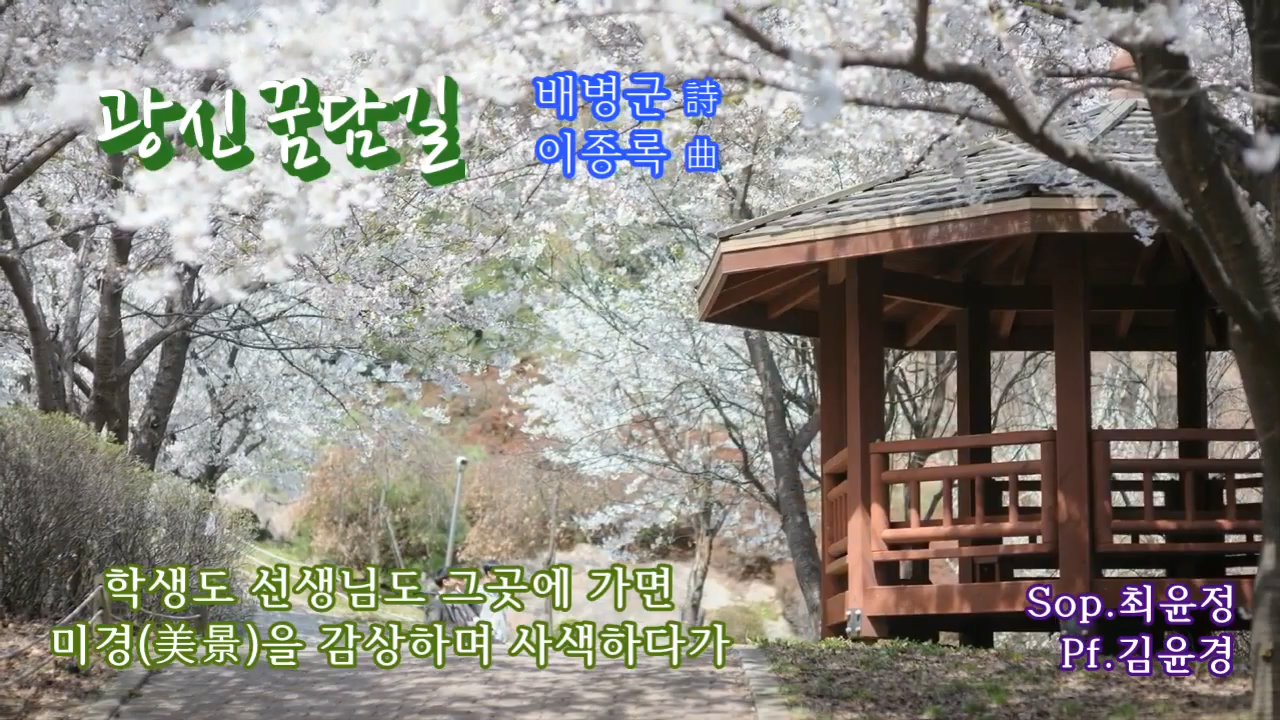 광신 꿈담길
배병군 詩
이종록 曲
학생도 선생님도 그곳에 가면
미경(美景)을 감상하며 사색하다가
Sop.최윤정
Pf.김윤경